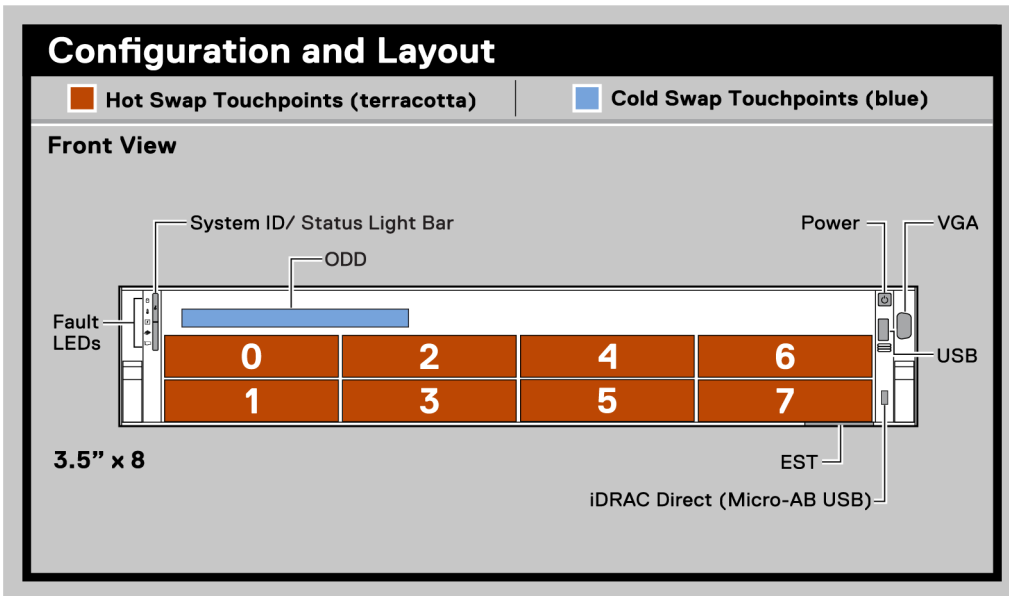 Configuration and Layout
Hot Swap Touchpoints (terracotta)
Cold Swap Touchpoints (blue)
Front View
System ID/ Status Light Bar
Power
VGA
ODD
Fault
LEDs
USB
0 2 4 6
1 3 5 7
3.5” x 8
EST
iDRAC Direct (Micro-AB USB)